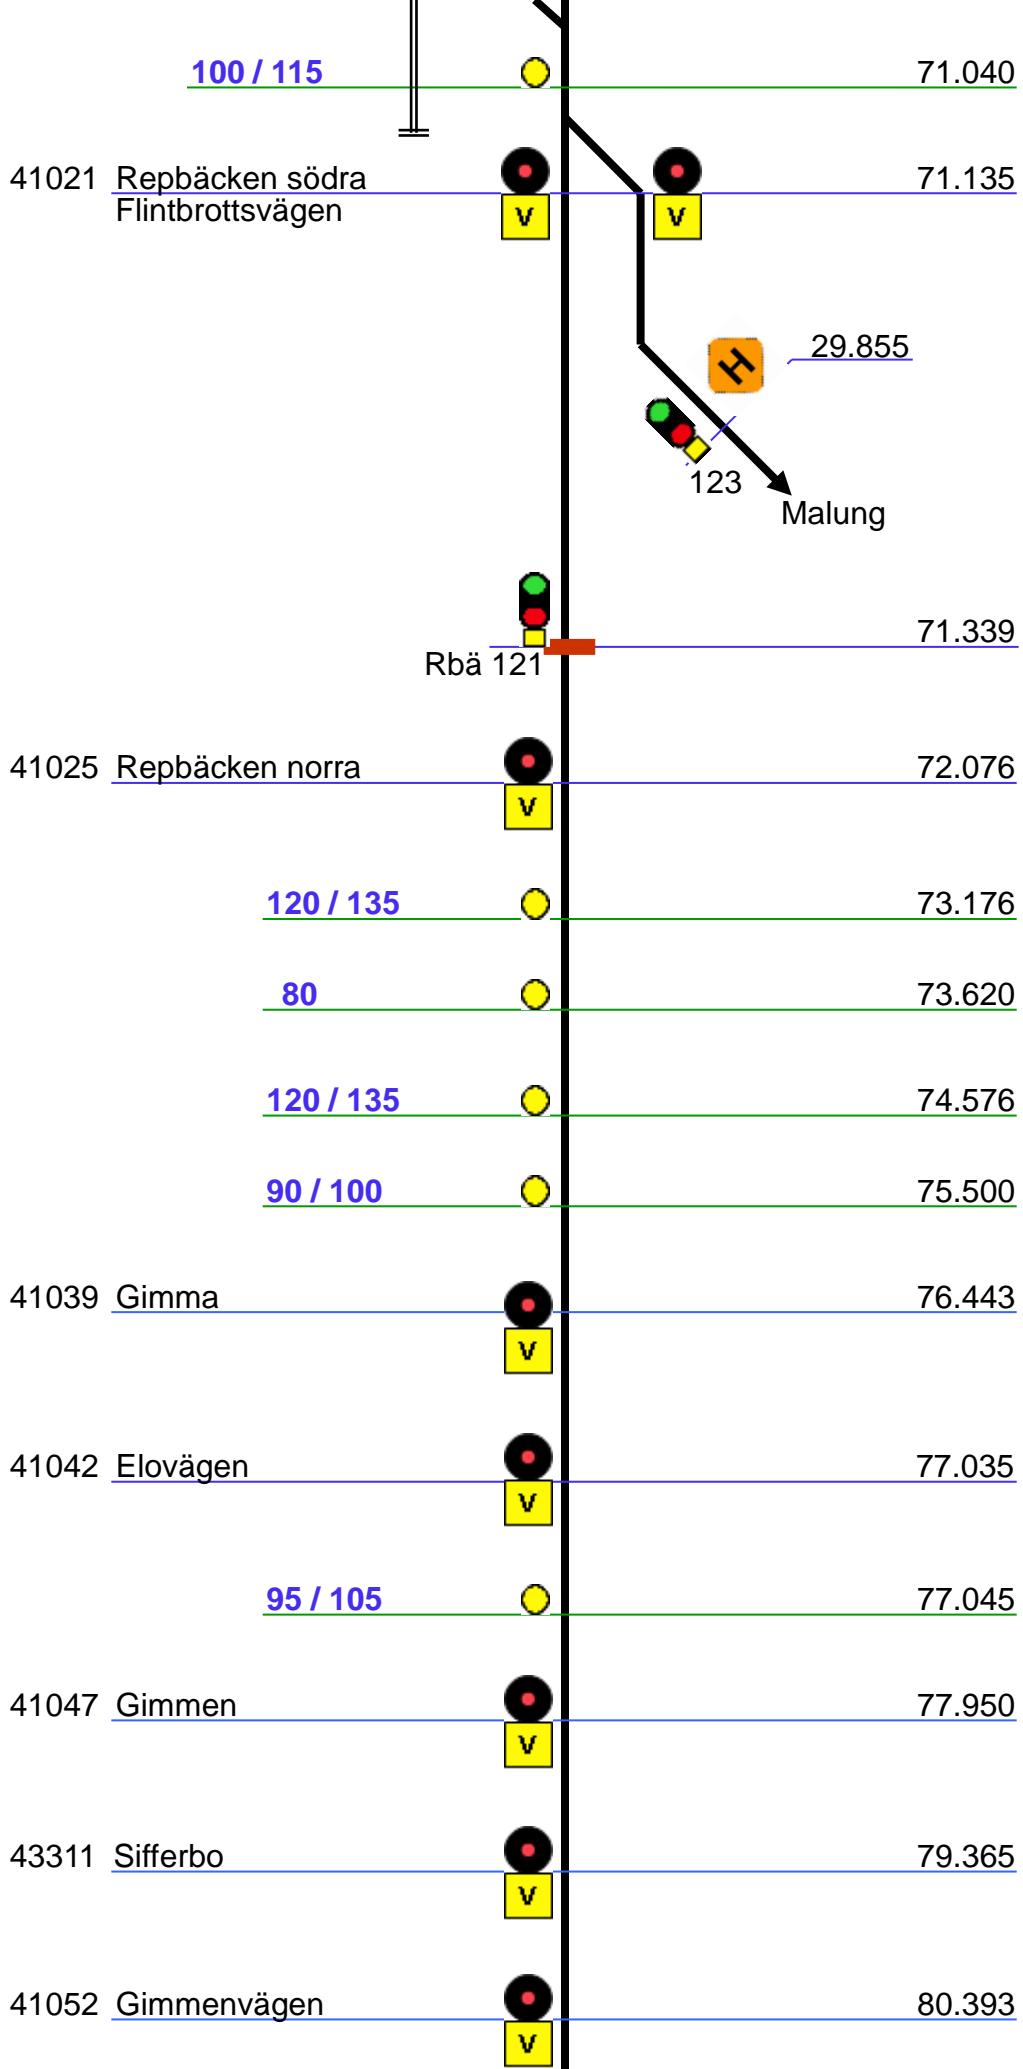 100 / 115 71.040
41021 Repbäcken södra 71.135
Flintbrottsvägen
V V
H 29.855
123
Malung
71.339
Rbä 121
41025 Repbäcken norra 72.076
V
120 / 135 73.176
80 73.620
120 / 135 74.576
90 / 100 75.500
41039 Gimma 76.443
V
41042 Elovägen 77.035
V
95 / 105 77.045
41047 Gimmen 77.950
V
43311 Sifferbo 79.365
V
41052 Gimmenvägen 80.393
V